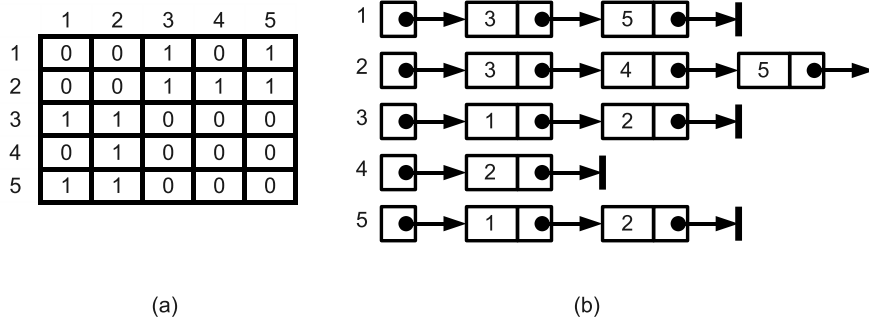 1 2 3 4 5
1 0 0 1 0 1
2 0 0 1 1 1
3 1 1 0 0 0
4 0 1 0 0 0
5 1 1 0 0 0
(a)
1 3 5
2 3 4 5
3 1 2
4 2
5 1 2
(b)